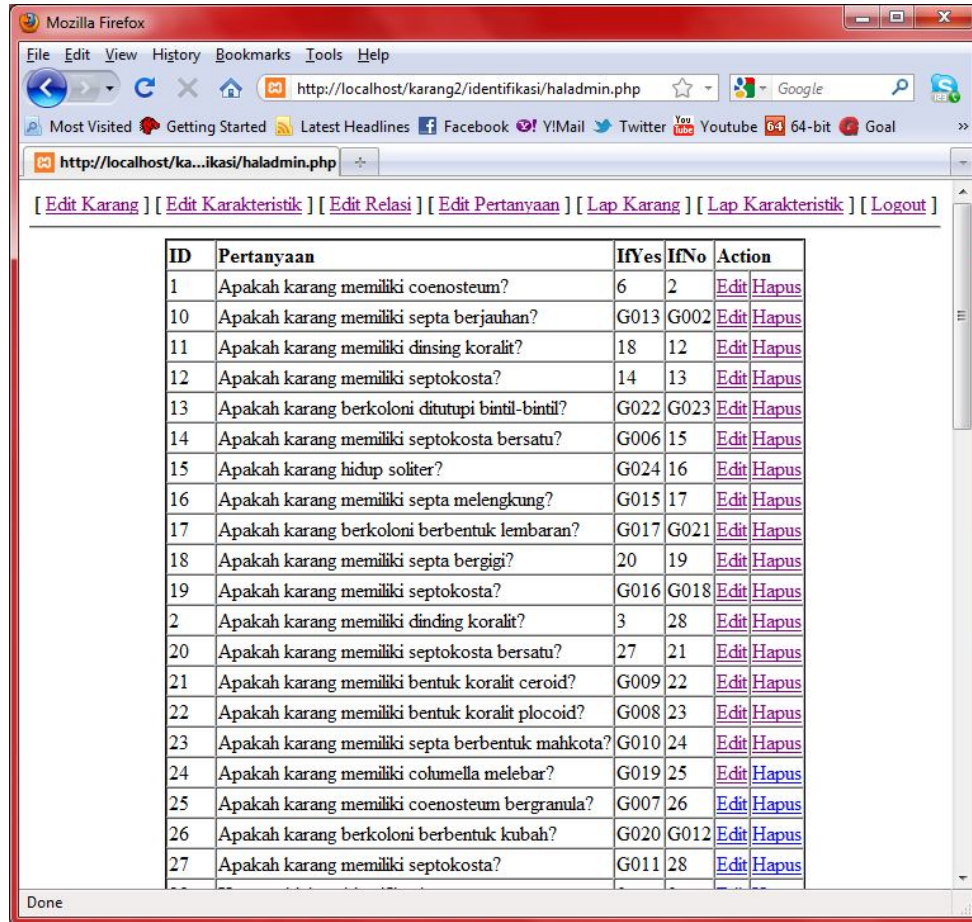 Mozilla Firefox
File Edit View History Bookmarks Tools Help
http://localhost/karang2/identifikasi/haladmin.php Google
Most Visited Getting Started Latest Headlines Facebook Y!Mail Twitter You Tube Youtube 64 64-bit Goal »
http://localhost/ka...ikasi/haladmin.php
[ Edit Karang ] [ Edit Karakteristik ] [ Edit Relasi ] [ Edit Pertanyaan ] [ Lap Karang ] [ Lap Karakteristik ] [ Logout ]
ID Pertanyaan IfYes IfNo Action
1 Apakah karang memiliki coenosteum? 6 2 Edit Hapus
10 Apakah karang memiliki septa berjauhan? G013 G002 Edit Hapus
11 Apakah karang memiliki dinsing koralit? 18 12 Edit Hapus
12 Apakah karang memiliki septokosta? 14 13 Edit Hapus
13 Apakah karang berkoloni ditutupi bintil-bintil? G022 G023 Edit Hapus
14 Apakah karang memiliki septokosta bersatu? G006 15 Edit Hapus
15 Apakah karang hidup soliter? G024 16 Edit Hapus
16 Apakah karang memiliki septa melengkung? G015 17 Edit Hapus
17 Apakah karang berkoloni berbentuk lembaran? G017 G021 Edit Hapus
18 Apakah karang memiliki septa bergigi? 20 19 Edit Hapus
19 Apakah karang memiliki septokosta? G016 G018 Edit Hapus
2 Apakah karang memiliki dinding koralit? 3 28 Edit Hapus
20 Apakah karang memiliki septokosta bersatu? 27 21 Edit Hapus
21 Apakah karang memiliki bentuk koralit ceroid? G009 22 Edit Hapus
22 Apakah karang memiliki bentuk koralit plocoid? G008 23 Edit Hapus
23 Apakah karang memiliki septa berbentuk mahkota? G010 24 Edit Hapus
24 Apakah karang memiliki columella melebar? G019 25 Edit Hapus
25 Apakah karang memiliki coenosteum bergranula? G007 26 Edit Hapus
26 Apakah karang berkoloni berbentuk kubah? G020 G012 Edit Hapus
27 Apakah karang memiliki septokosta? G011 28 Edit Hapus
Done